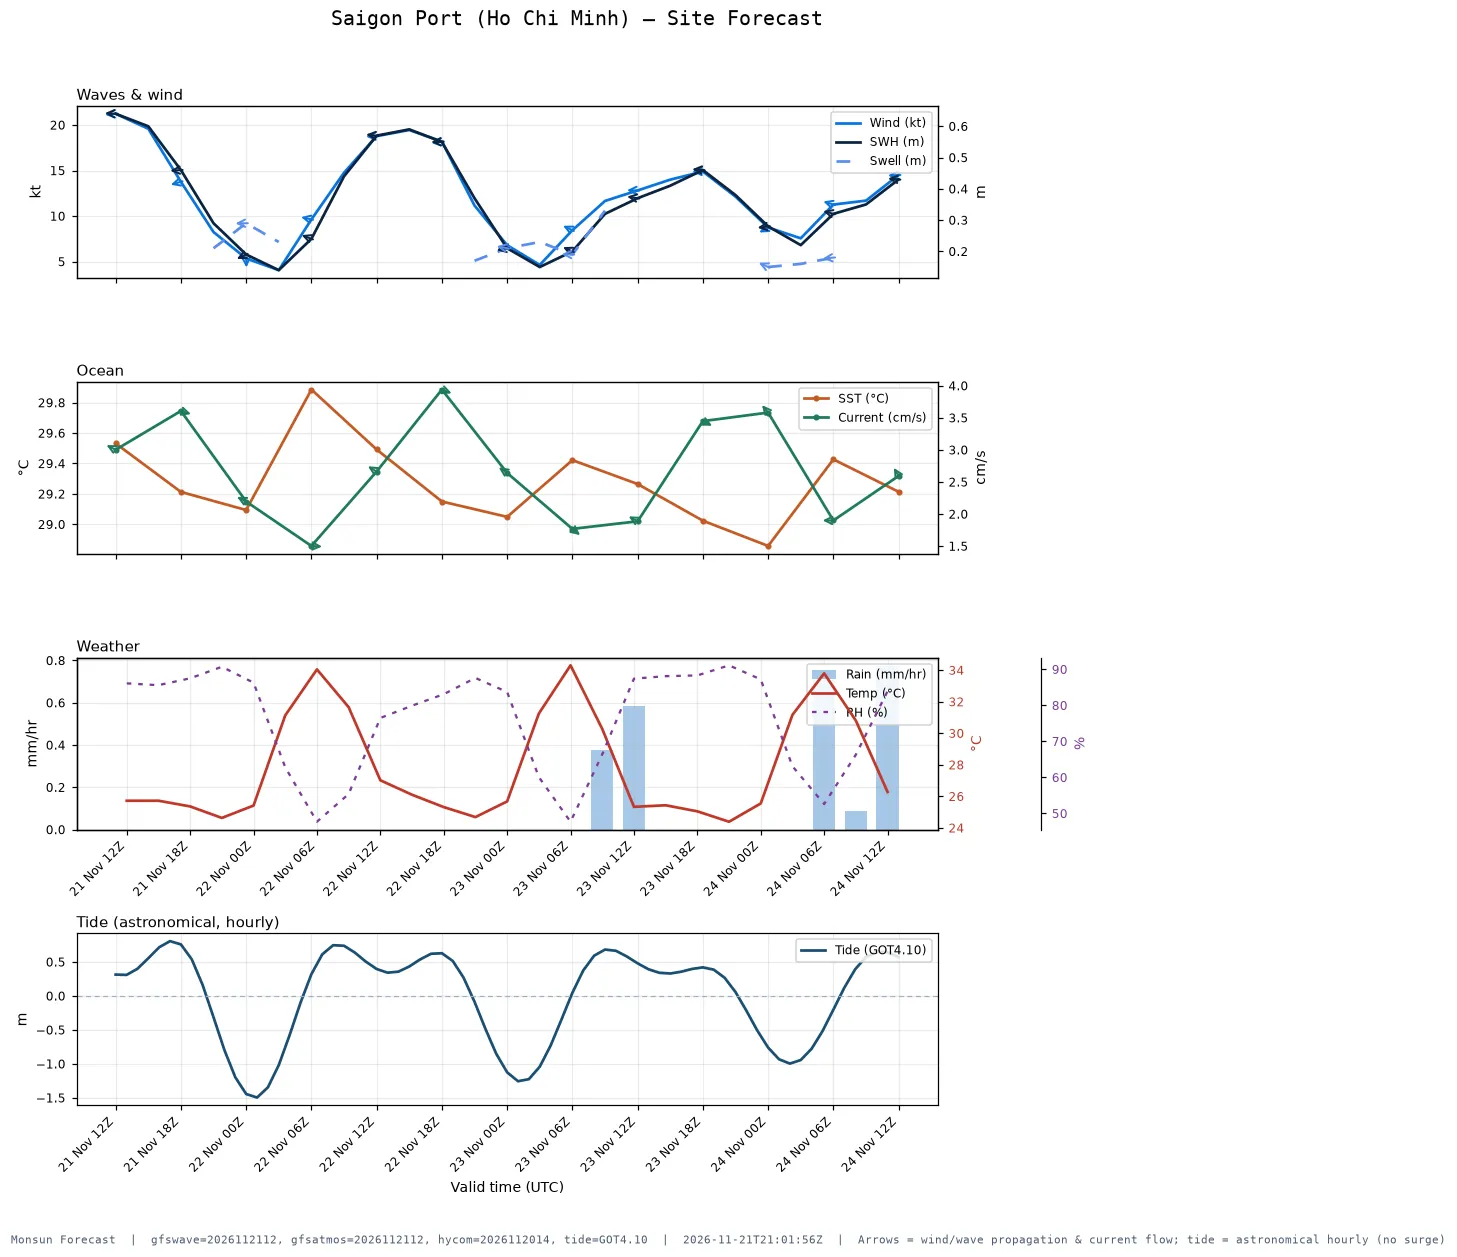 Saigon Port (Ho Chi Minh) — Site Forecast
Waves & wind
20
15
10
5
kt
0.6
0.5
0.4
0.3
0.2
m
Wind (kt)
SWH (m)
Swell (m)
Ocean
29.8
29.6
29.4
29.2
29.0
°C
4.0
3.5
3.0
2.5
2.0
1.5
cm/s
SST (°C)
Current (cm/s)
Weather
0.8
0.6
0.4
0.2
0.0
mm/hr
34
32
30
28
26
24
°C
90
80
70
60
50
%
Rain (mm/hr)
Temp (°C)
RH (%)
21 Nov 12Z
21 Nov 18Z
22 Nov 00Z
22 Nov 06Z
22 Nov 12Z
22 Nov 18Z
23 Nov 00Z
23 Nov 06Z
23 Nov 12Z
23 Nov 18Z
24 Nov 00Z
24 Nov 06Z
24 Nov 12Z
Tide (astronomical, hourly)
0.5
0.0
−0.5
−1.0
−1.5
m
Tide (GOT4.10)
21 Nov 12Z
21 Nov 18Z
22 Nov 00Z
22 Nov 06Z
22 Nov 12Z
22 Nov 18Z
23 Nov 00Z
23 Nov 06Z
23 Nov 12Z
23 Nov 18Z
24 Nov 00Z
24 Nov 06Z
24 Nov 12Z
Valid time (UTC)
Monsun Forecast | gfswave=2026112112, gfsatmos=2026112112, hycom=2026112014, tide=GOT4.10 | 2026-11-21T21:01:56Z | Arrows = wind/wave propagation & current flow; tide = astronomical hourly (no surge)